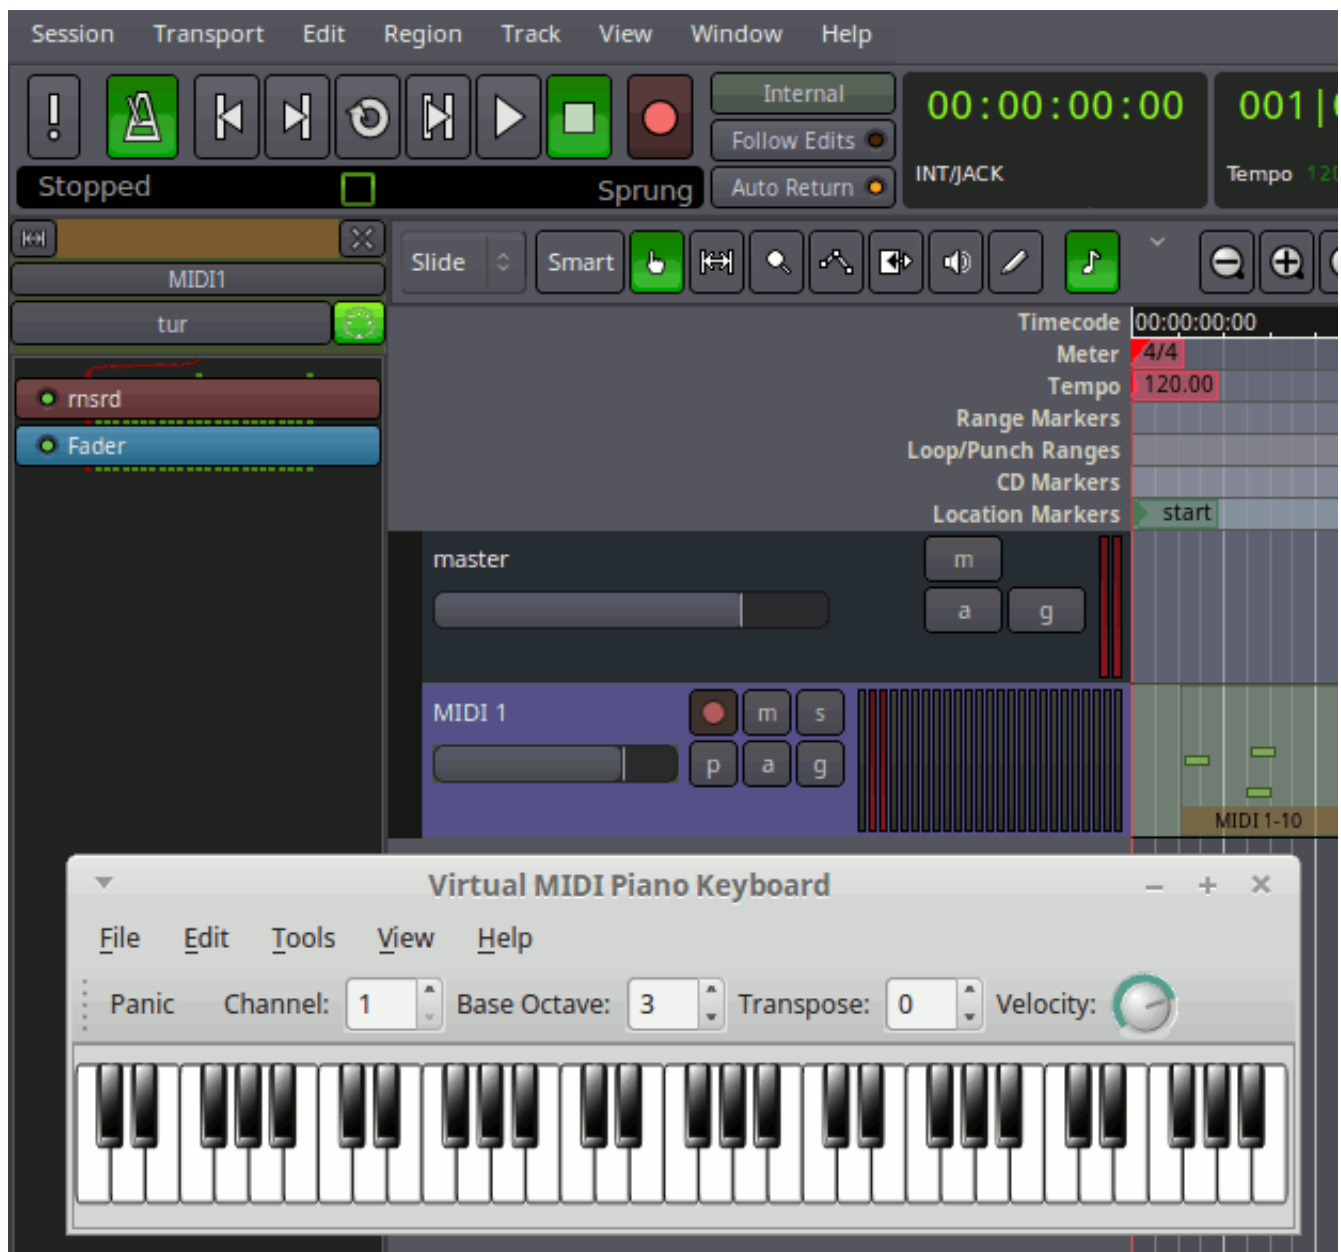 Session Transport Edit Region Track View Window Help
Internal
Follow Edits
Auto Return
00:00:00:00
INT/JACK
001|
Tempo 120
Stopped
Sprung
MIDI1
tur
rnsrd
Fader
Slide
Smart
Timecode 00:00:00:00
Meter 4/4
Tempo 120.00
Range Markers
Loop/Punch Ranges
CD Markers
Location Markers start
master
m
a g
MIDI 1
m s
p a g
MIDI 1-10
Virtual MIDI Piano Keyboard
File Edit Tools View Help
Panic Channel: 1 Base Octave: 3 Transpose: 0 Velocity: